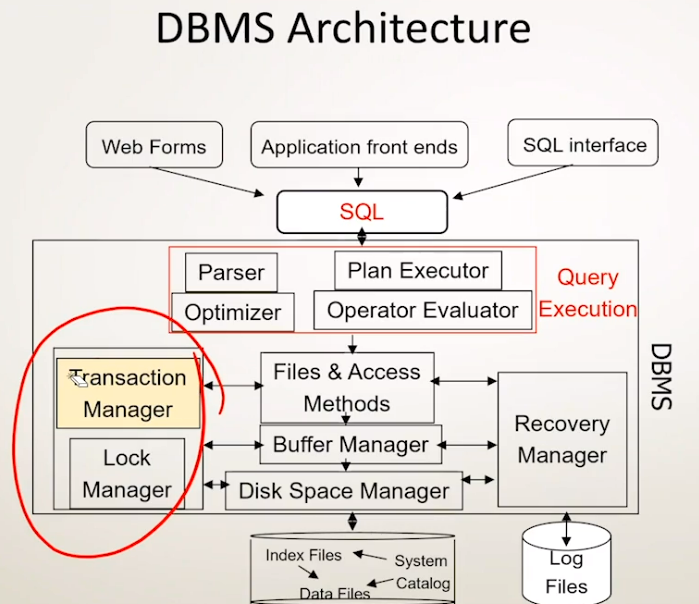 DBMS Architecture
Web Forms
Application front ends
SQL interface
SQL
Parser
Plan Executor
Optimizer
Operator Evaluator
Query
Execution
DBMS
Transaction
Manager
Lock
Manager
Files & Access
Methods
Buffer Manager
Disk Space Manager
Recovery
Manager
Index Files
System
Catalog
Data Files
Log
Files